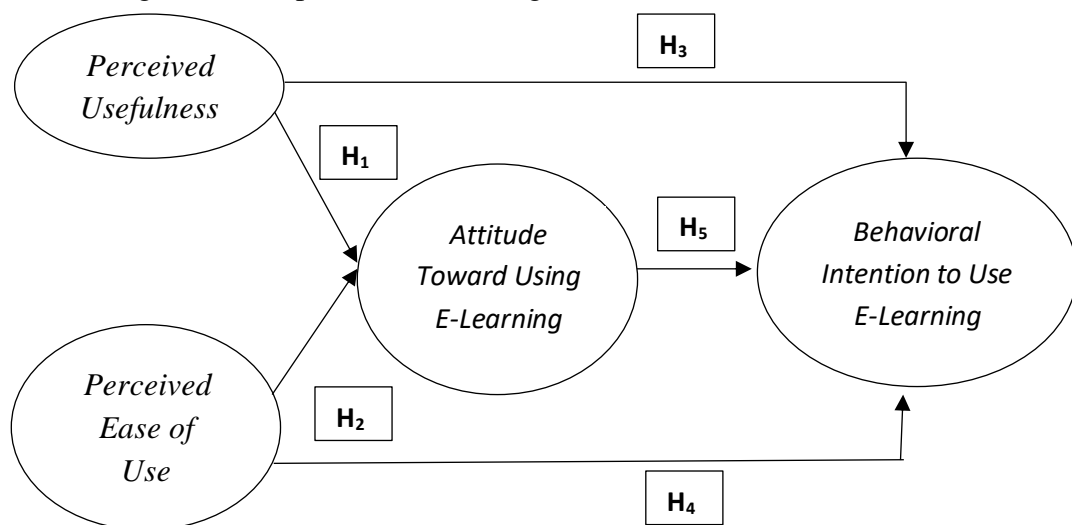 Perceived
Usefulness
H3
H1
Attitude
Toward Using
E-Learning
H5
Behavioral
Intention to Use
E-Learning
Perceived
Ease of
Use
H2
H4